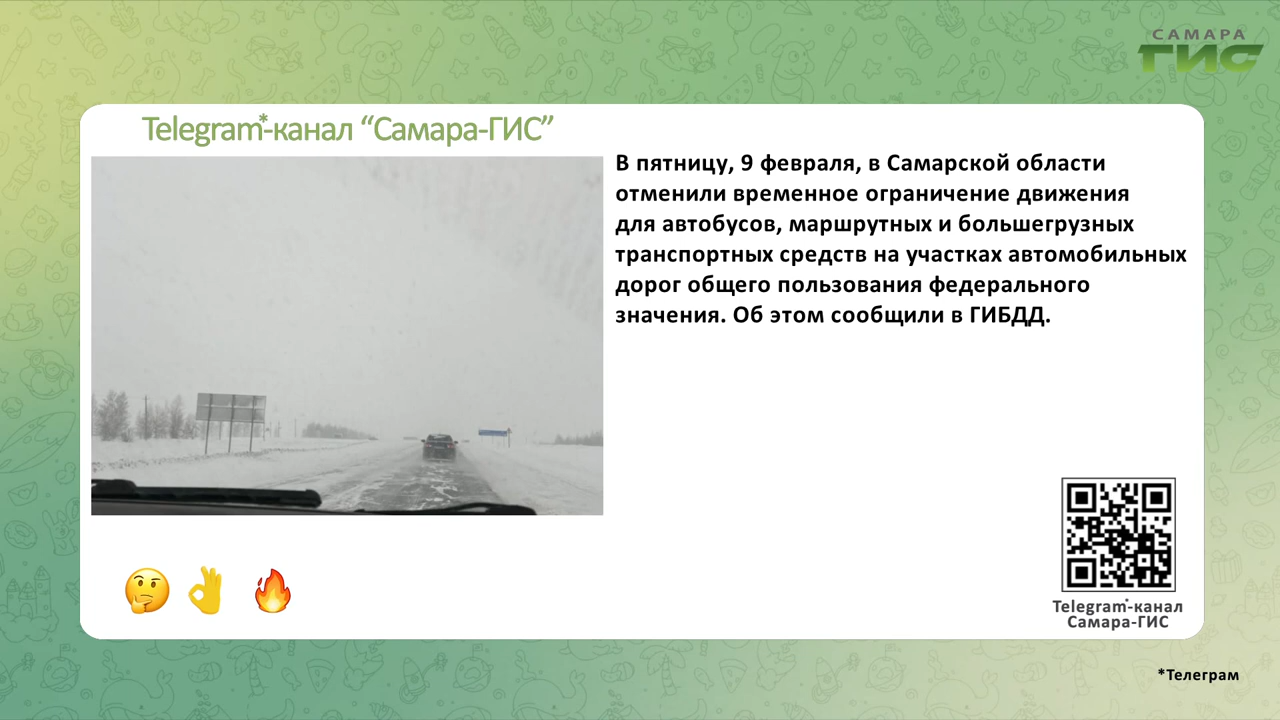 САМАРА
ГИС
Telegram*-канал “Самара-ГИС”
В пятницу, 9 февраля, в Самарской области
отменили временное ограничение движения
для автобусов, маршрутных и большегрузных
транспортных средств на участках автомобильных
дорог общего пользования федерального
значения. Об этом сообщили в ГИБДД.
Telegram*-канал
Самара-ГИС
*Телеграм